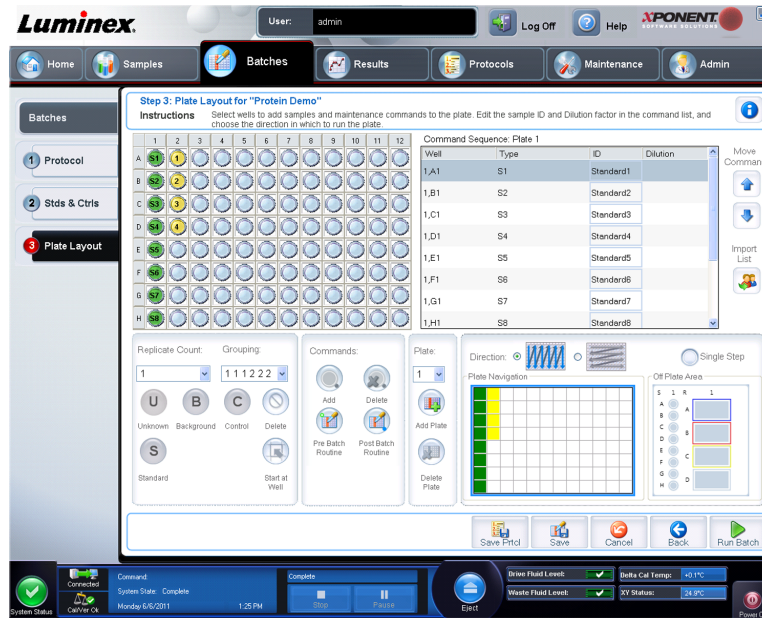 Luminex.
User: admin
Log Off
Help
XPONENT.
SOFTWARE SOLUTIONS
Home
Samples
Batches
Results
Protocols
Maintenance
Admin
Batches
1 Protocol
2 Stds & Ctrls
3 Plate Layout
Step 3: Plate Layout for "Protein Demo"
Instructions Select wells to add samples and maintenance commands to the plate. Edit the sample ID and Dilution factor in the command list, and
choose the direction in which to run the plate.
1 2 3 4 5 6 7 8 9 10 11 12
A S1 1
B S2 2
C S3 3
D S4 4
E S5
F S6
G S7
H S8
Command Sequence: Plate 1
Well Type ID Dilution
1,A1 S1 Standard1
1,B1 S2 Standard2
1,C1 S3 Standard3
1,D1 S4 Standard4
1,E1 S5 Standard5
1,F1 S6 Standard6
1,G1 S7 Standard7
1,H1 S8 Standard8
Move
Comman
Import
List
Replicate Count: Grouping:
1 1 1 1 2 2 2
U B C
Unknown Background Control Delete
S
Standard Start at
Well
Commands:
Add Delete
Pre Batch
Routine
Post Batch
Routine
Plate:
1
Add Plate
Delete
Plate
Direction:
Single Step
Plate Navigation
Off Plate Area
S 1 R 1
A
B
C
D
E
F
G
H
A
B
C
D
Save Prtcl
Save
Cancel
Back
Run Batch
System Status
Connected
Cal/Ver Ok
Command:
System State: Complete
Monday 6/6/2011 1:25 PM
Complete
Stop
Pause
Eject
Drive Fluid Level:
Waste Fluid Level:
Delta Cal Temp: +0.1°C
XY Status: 24.9°C
Power O